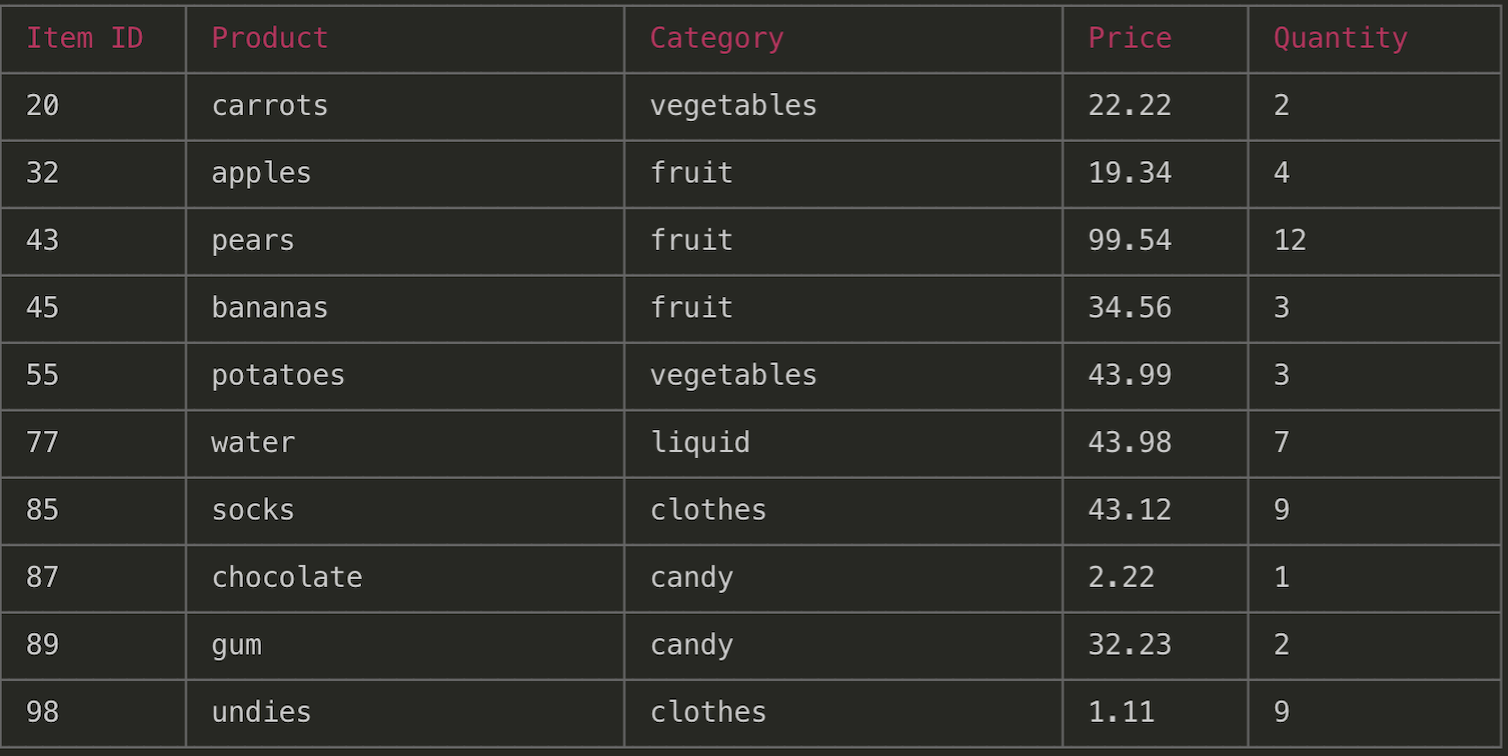 Item ID Product Category Price Quantity
20 carrots vegetables 22.22 2
32 apples fruit 19.34 4
43 pears fruit 99.54 12
45 bananas fruit 34.56 3
55 potatoes vegetables 43.99 3
77 water liquid 43.98 7
85 socks clothes 43.12 9
87 chocolate candy 2.22 1
89 gum candy 32.23 2
98 undies clothes 1.11 9